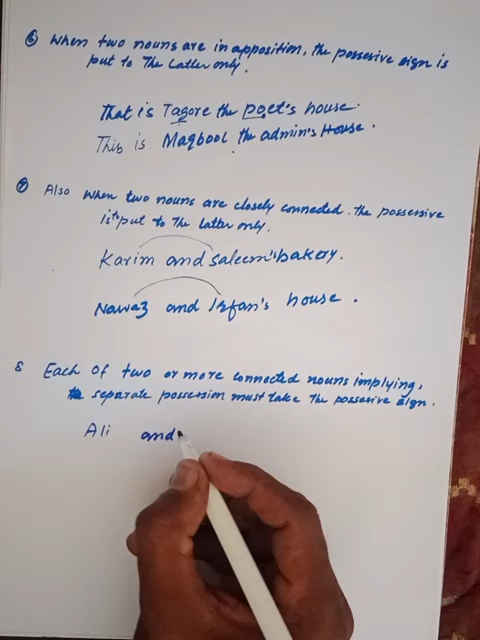 ⑥ When two nouns are in apposition, the possesive sign is
put to The Latter only.
That is Tagore the poet's house.
This is Maqbool the admin's House.
⑦ Also When two nouns are closely connected. The possessive
is put to The latter only.
Karim and Saleem's bakery.
Nawaz and Irfan's house.
8 Each of two or more connected nouns implying,
separate possession must take The possesive sign.
Ali and